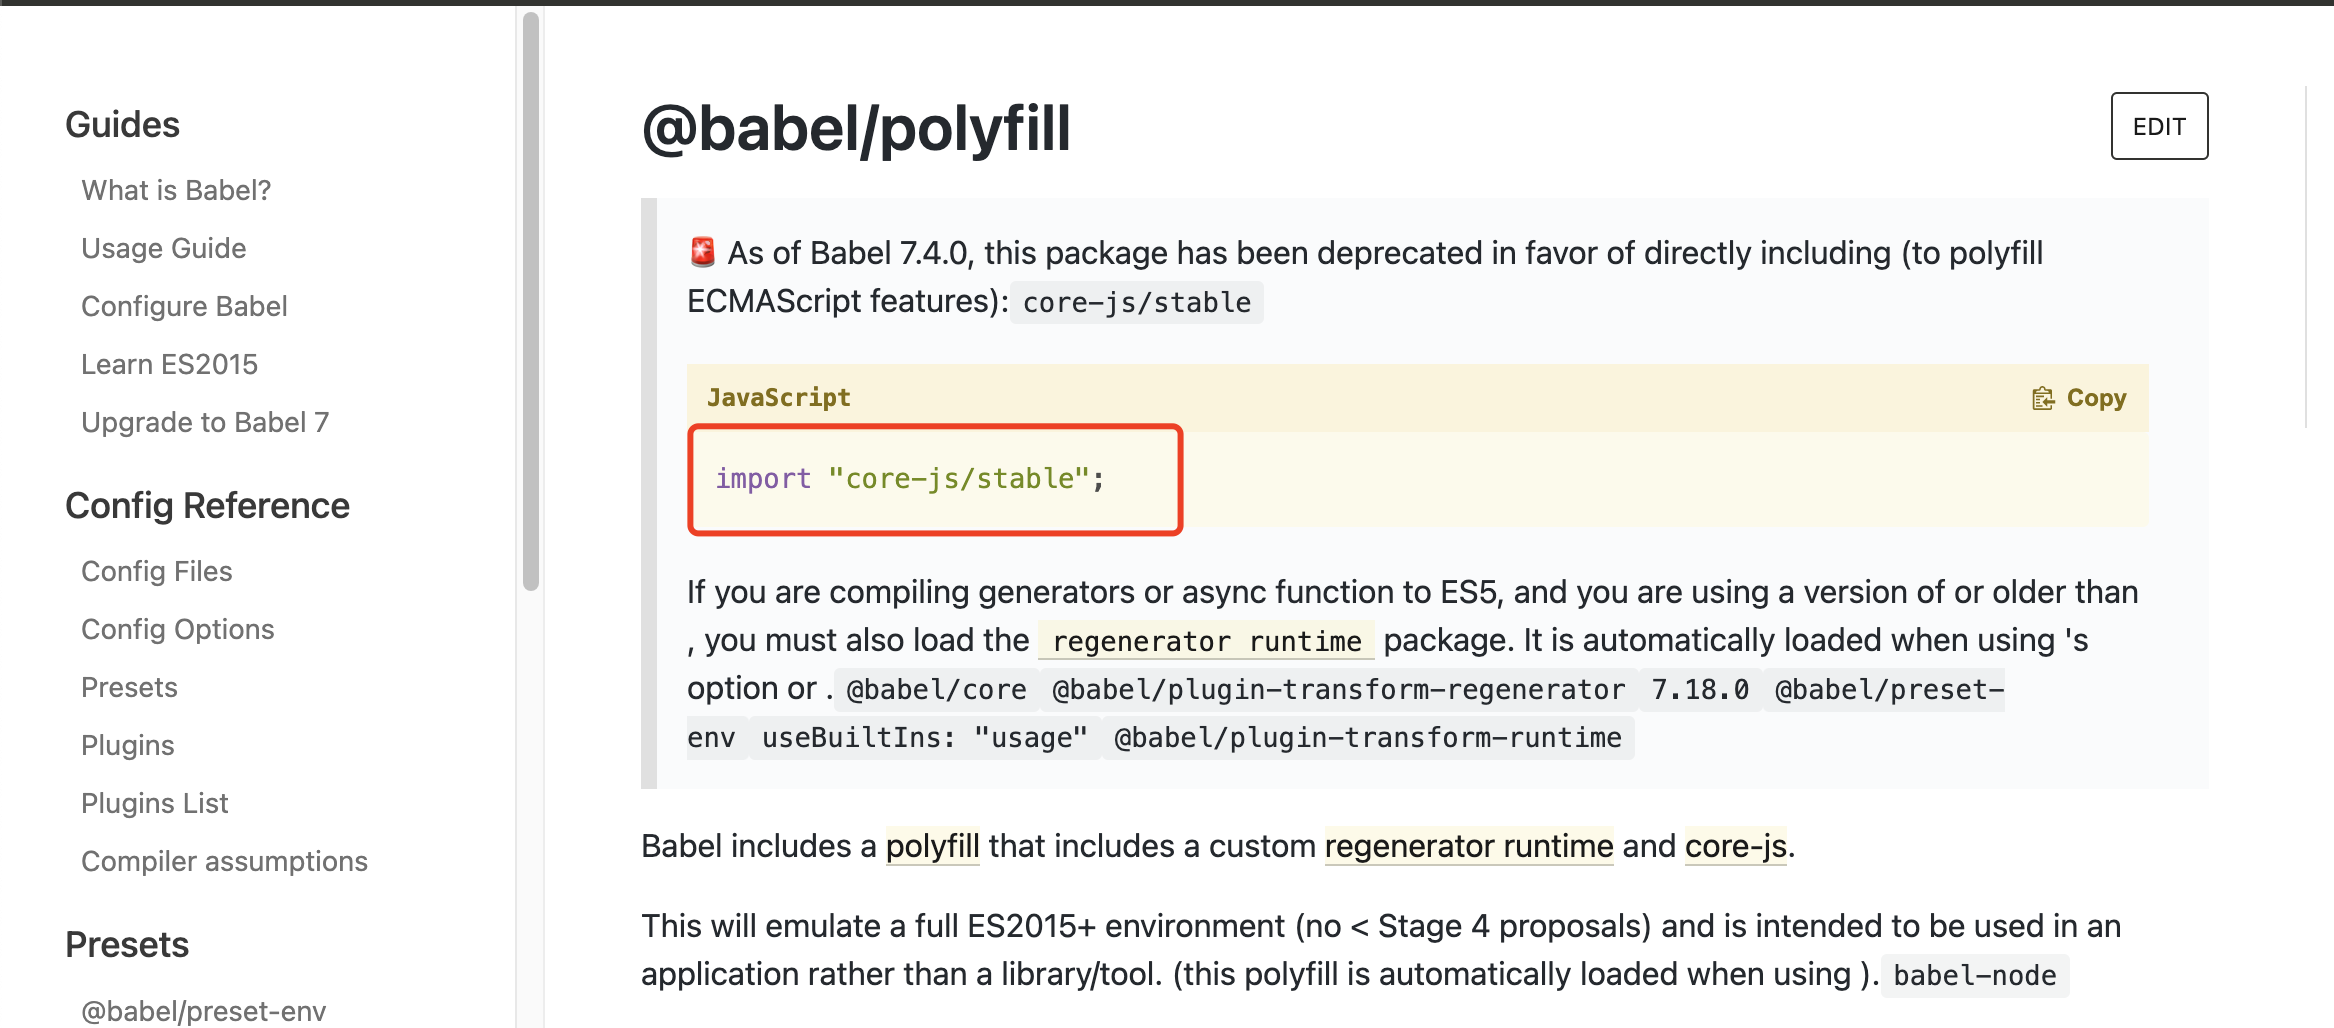 Guides
What is Babel?
Usage Guide
Configure Babel
Learn ES2015
Upgrade to Babel 7
Config Reference
Config Files
Config Options
Presets
Plugins
Plugins List
Compiler assumptions
Presets
@babel/preset-env
@babel/polyfill
EDIT
🚨 As of Babel 7.4.0, this package has been deprecated in favor of directly including (to polyfill
ECMAScript features): core-js/stable
JavaScript
Copy
import "core-js/stable";
If you are compiling generators or async function to ES5, and you are using a version of or older than
, you must also load the regenerator runtime package. It is automatically loaded when using 's
option or . @babel/core @babel/plugin-transform-regenerator 7.18.0 @babel/preset-
env useBuiltIns: "usage" @babel/plugin-transform-runtime
Babel includes a polyfill that includes a custom regenerator runtime and core-js.
This will emulate a full ES2015+ environment (no < Stage 4 proposals) and is intended to be used in an
application rather than a library/tool. (this polyfill is automatically loaded when using ). babel-node